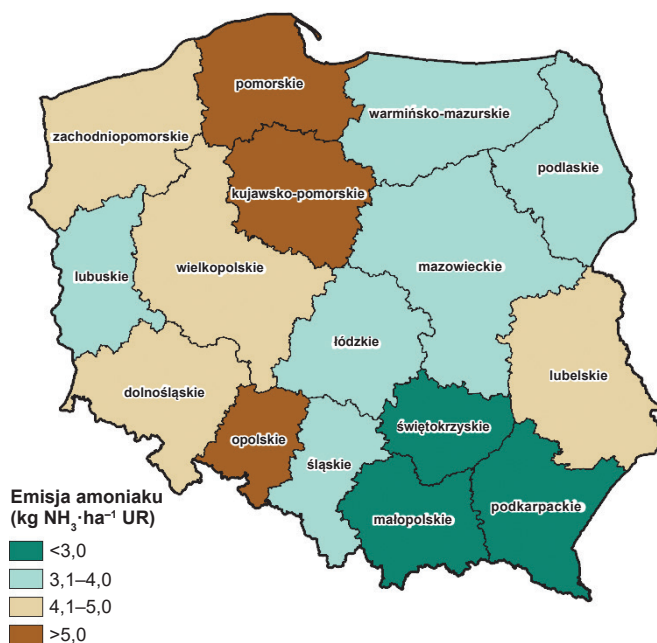 pomorskie
warmińsko-mazurskie
zachodniopomorskie
podlaskie
kujawsko-pomorskie
mazowieckie
wielkopolskie
lubuskie
łódzkie
lubelskie
dolnośląskie
świętokrzyskie
opolskie
śląskie
podkarpackie
małopolskie
Emisja amoniaku
(kg NH₃·ha⁻¹ UR)
<3,0
3,1–4,0
4,1–5,0
>5,0